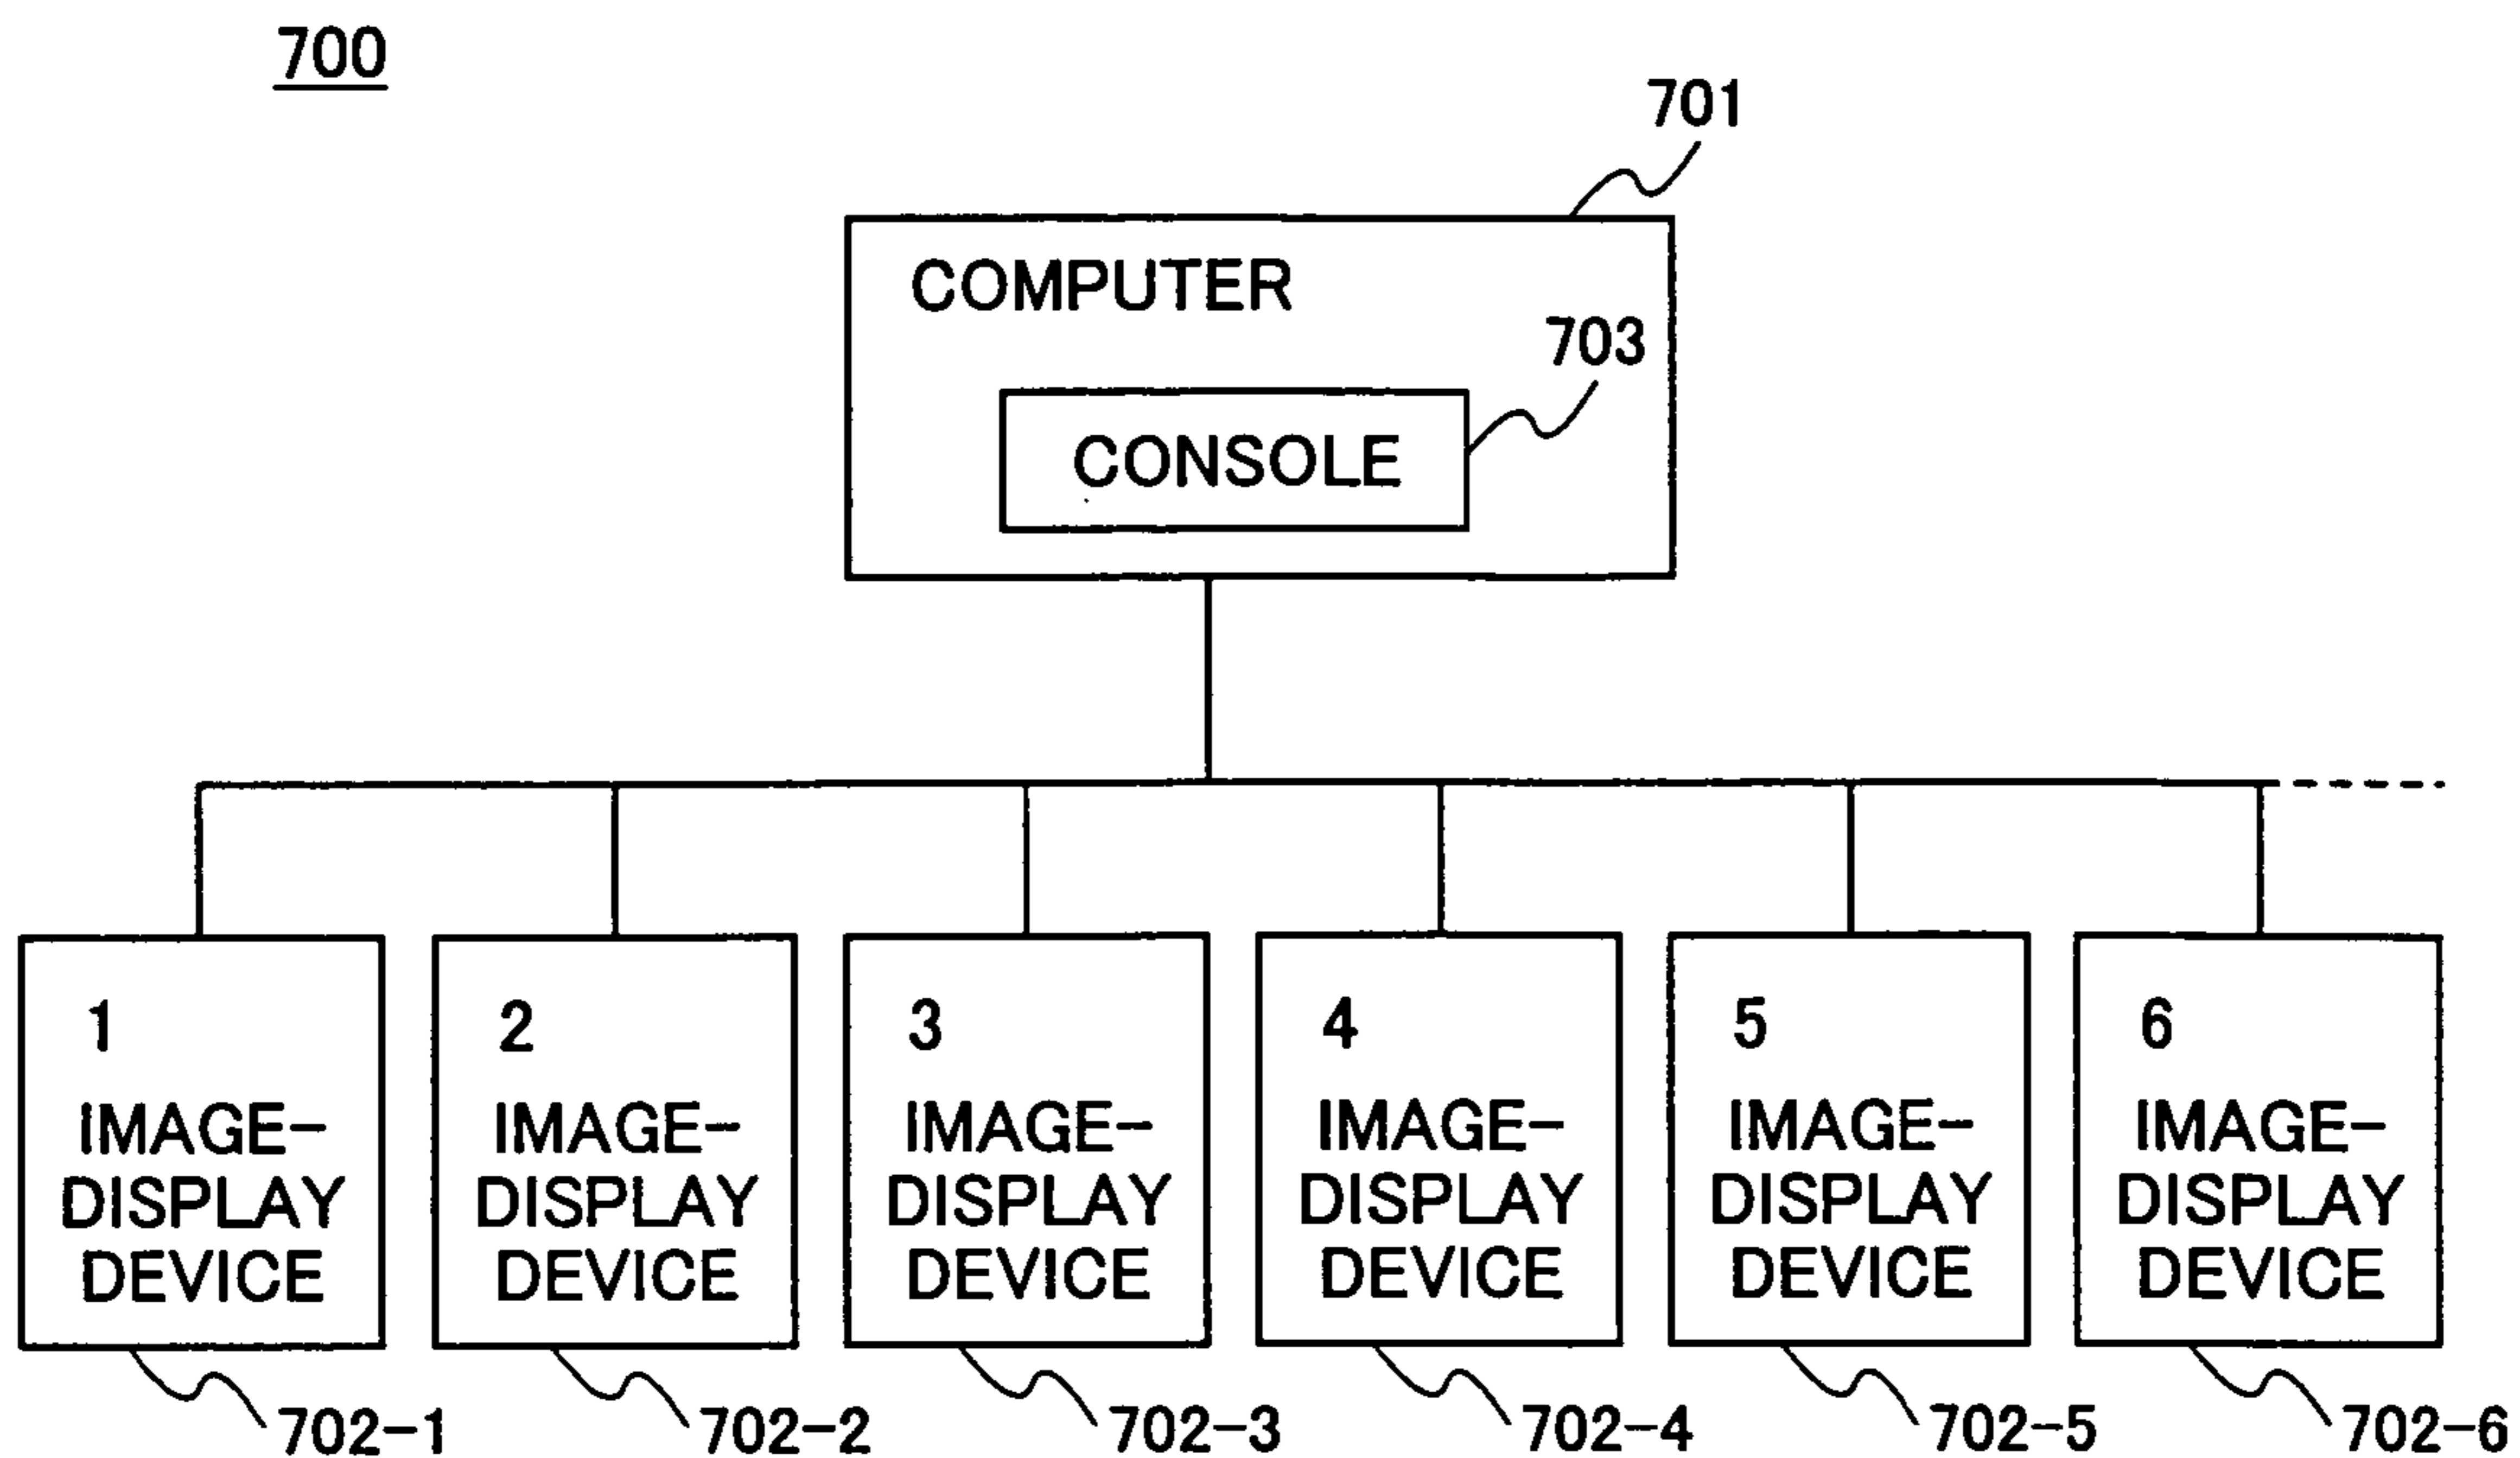 700
701
COMPUTER
703
CONSOLE
1
IMAGE-
DISPLAY
DEVICE
2
IMAGE-
DISPLAY
DEVICE
3
IMAGE-
DISPLAY
DEVICE
4
IMAGE-
DISPLAY
DEVICE
5
IMAGE-
DISPLAY
DEVICE
6
IMAGE-
DISPLAY
DEVICE
702-1
702-2
702-3
702-4
702-5
702-6